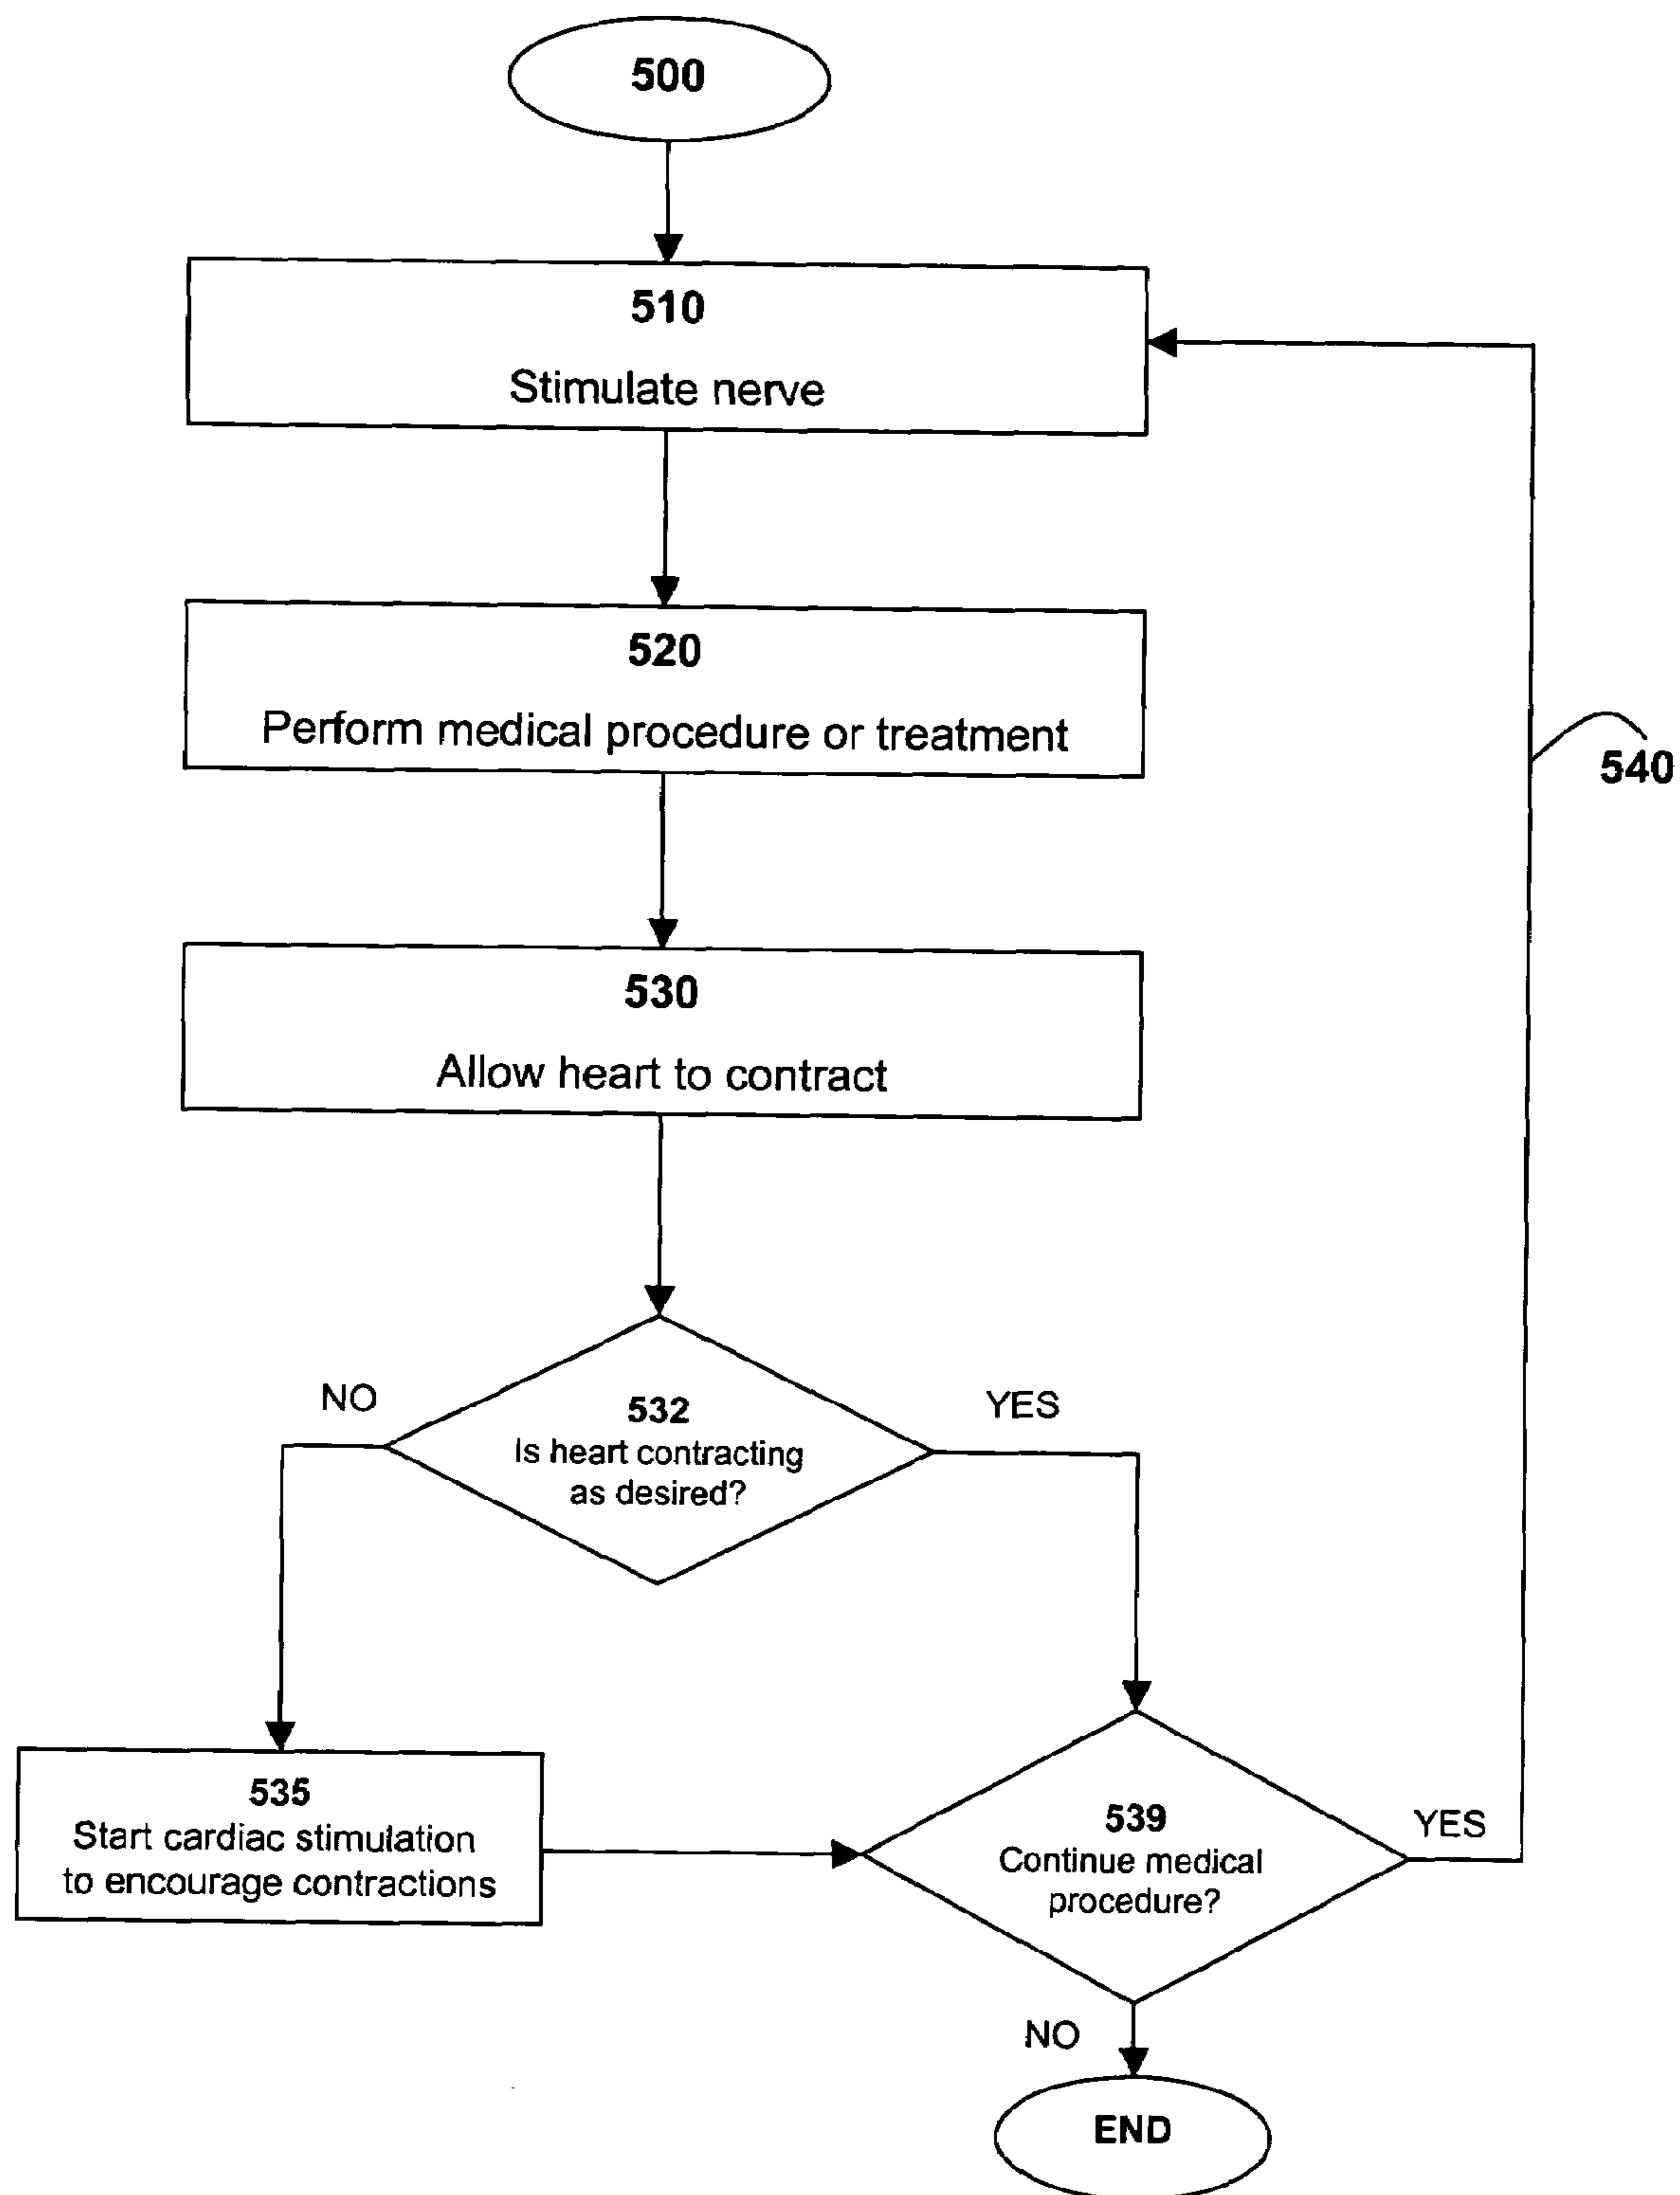 500
510
Stimulate nerve
520
Perform medical procedure or treatment
540
530
Allow heart to contract
NO
YES
532
Is heart contracting
as desired?
535
Start cardiac stimulation
to encourage contractions
539
Continue medical
procedure?
YES
NO
END